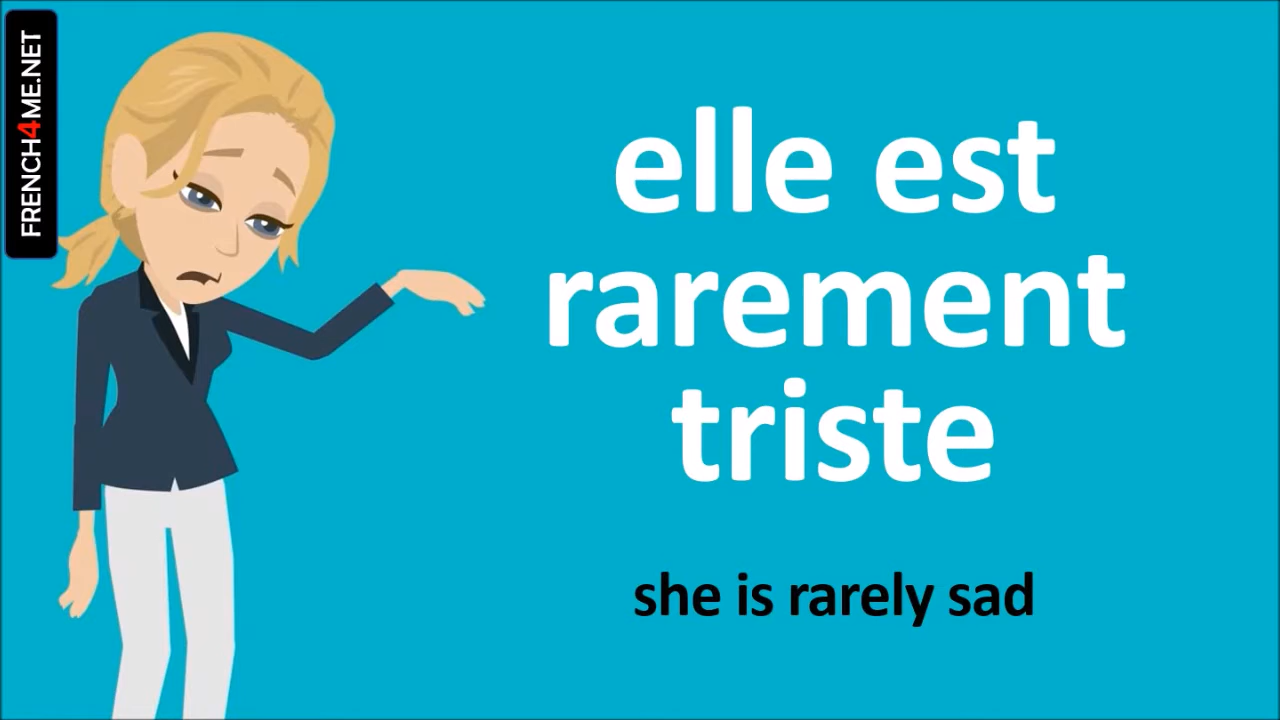 FRENCH4ME.NET
elle est
rarement
triste
she is rarely sad